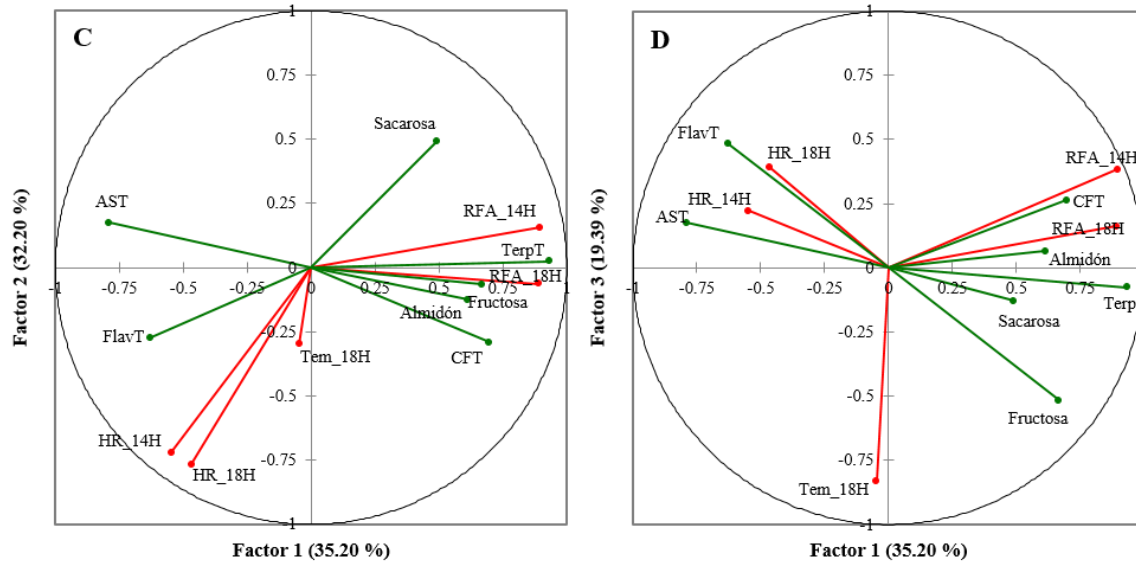 C
1
0.75
0.5
0.25
0
-0.25
-0.5
-0.75
-1
-1
-0.75
-0.5
-0.25
0
0.25
0.5
0.75
1
Sacarosa
AST
RFA_14H
TerpT
RFA_18H
Fructosa
Almidón
FlavT
Tem_18H
CFT
HR_14H
HR_18H
Factor 2 (32.20 %)
Factor 1 (35.20 %)
D
1
0.75
0.5
0.25
0
-0.25
-0.5
-0.75
-1
-1
-0.75
-0.5
-0.25
0
0.25
0.5
0.75
1
FlavT
HR_18H
RFA_14H
HR_14H
CFT
AST
RFA_18H
Almidón
Terp
Sacarosa
Fructosa
Tem_18H
Factor 3 (19.39 %)
Factor 1 (35.20 %)